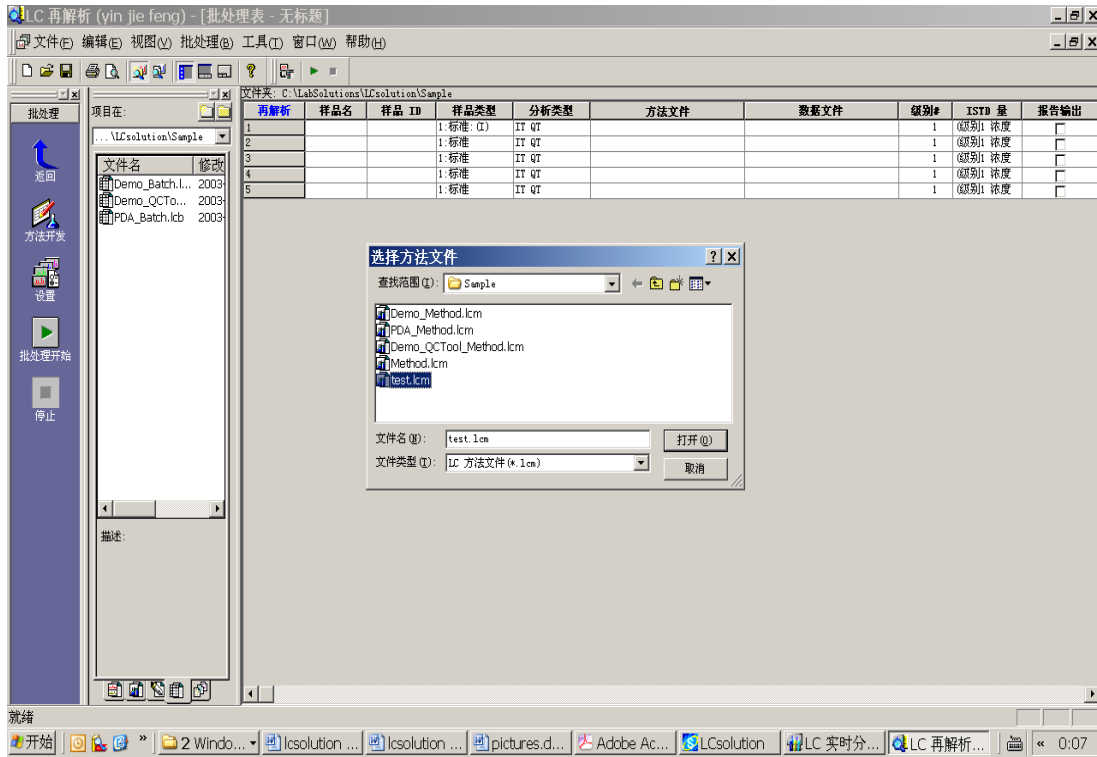 LC 再解析 (yin jie feng) - [批处理表 - 无标题]
文件(F) 编辑(E) 视图(V) 批处理(B) 工具(T) 窗口(W) 帮助(H)
批处理
返回
方法开发
设置
批处理开始
停止
项目在:
...\LCsolution\Sample
文件名 修改
Demo_Batch.l... 2003-
Demo_QCTo... 2003-
PDA_Batch.lcb 2003-
描述:
文件夹: C:\LabSolutions\LCsolution\Sample
再解析 样品名 样品 ID 样品类型 分析类型 方法文件 数据文件 级别# ISTD 量 报告输出
1 1:标准:(I) IT QT 1 (级别1 浓度
2 1:标准 IT QT 1 (级别1 浓度
3 1:标准 IT QT 1 (级别1 浓度
4 1:标准 IT QT 1 (级别1 浓度
5 1:标准 IT QT 1 (级别1 浓度
选择方法文件
查找范围(I): Sample
Demo_Method.lcm
PDA_Method.lcm
Demo_QCTool_Method.lcm
Method.lcm
test.lcm
文件名(N): test.lcm 打开(O)
文件类型(T): LC 方法文件(*.lcm) 取消
就绪
开始 » 2 Windo... lcsolution ... lcsolution ... pictures.d... Adobe Ac... LCsolution LC 实时分... LC 再解析... « 0:07